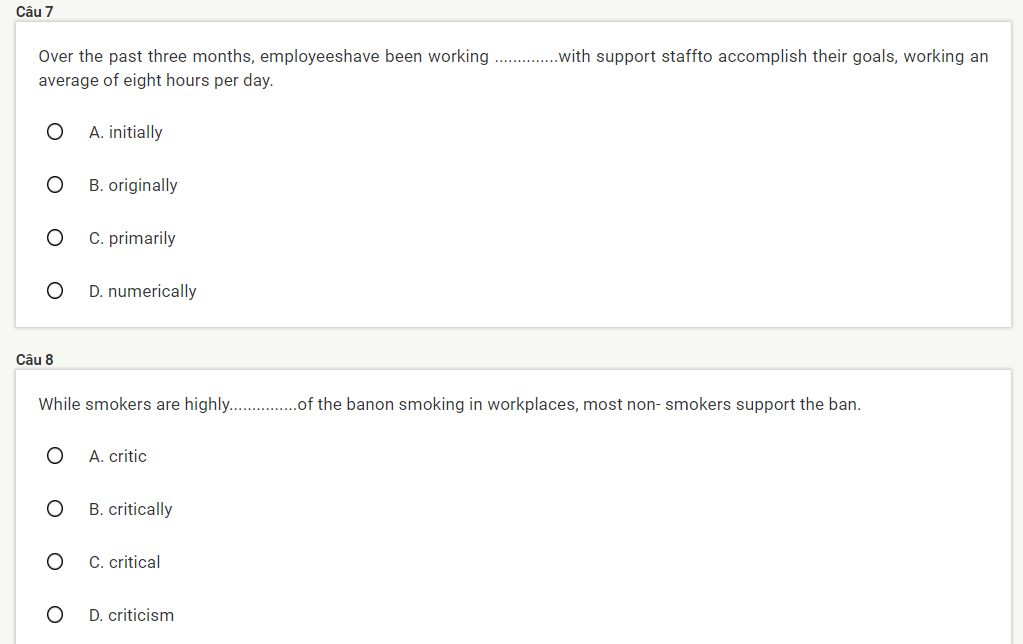 Câu 7
Over the past three months, employeeshave been working ..............with support staffto accomplish their goals, working an
average of eight hours per day.
A. initially
B. originally
C. primarily
D. numerically
Câu 8
While smokers are highly...............of the banon smoking in workplaces, most non- smokers support the ban.
A. critic
B. critically
C. critical
D. criticism